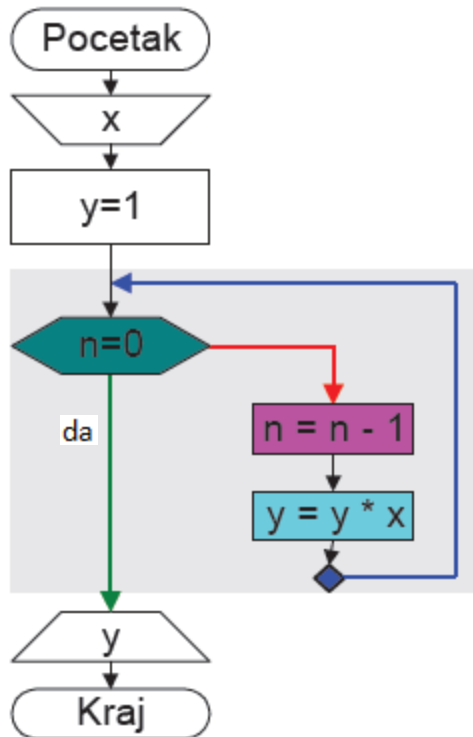 Pocetak
x
y=1
n=0
da
n = n - 1
y = y * x
y
Kraj